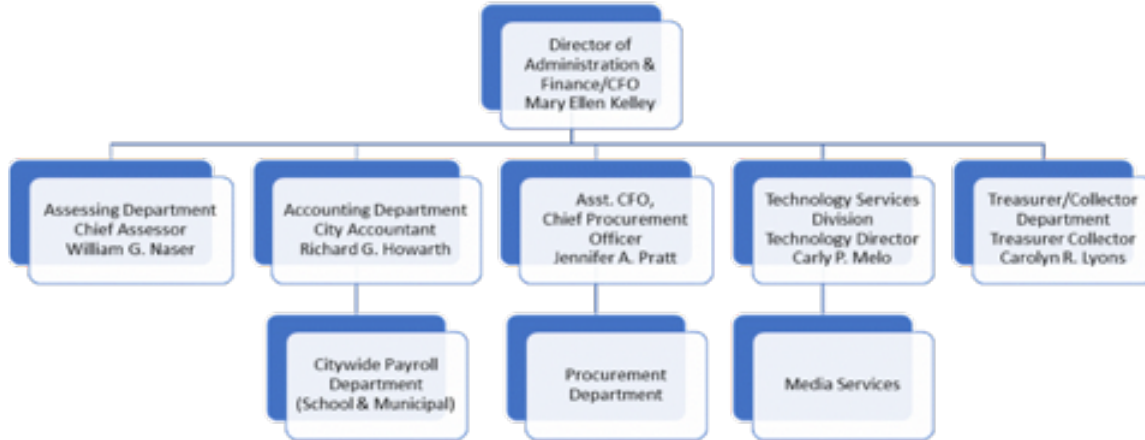 Director of
Administration &
Finance/CFO
Mary Ellen Kelley
Assessing Department
Chief Assessor
William G. Naser
Accounting Department
City Accountant
Richard G. Howarth
Asst. CFO,
Chief Procurement
Officer
Jennifer A. Pratt
Technology Services
Division
Technology Director
Carly P. Melo
Treasurer/Collector
Department
Treasurer Collector
Carolyn R. Lyons
Citywide Payroll
Department
(School & Municipal)
Procurement
Department
Media Services